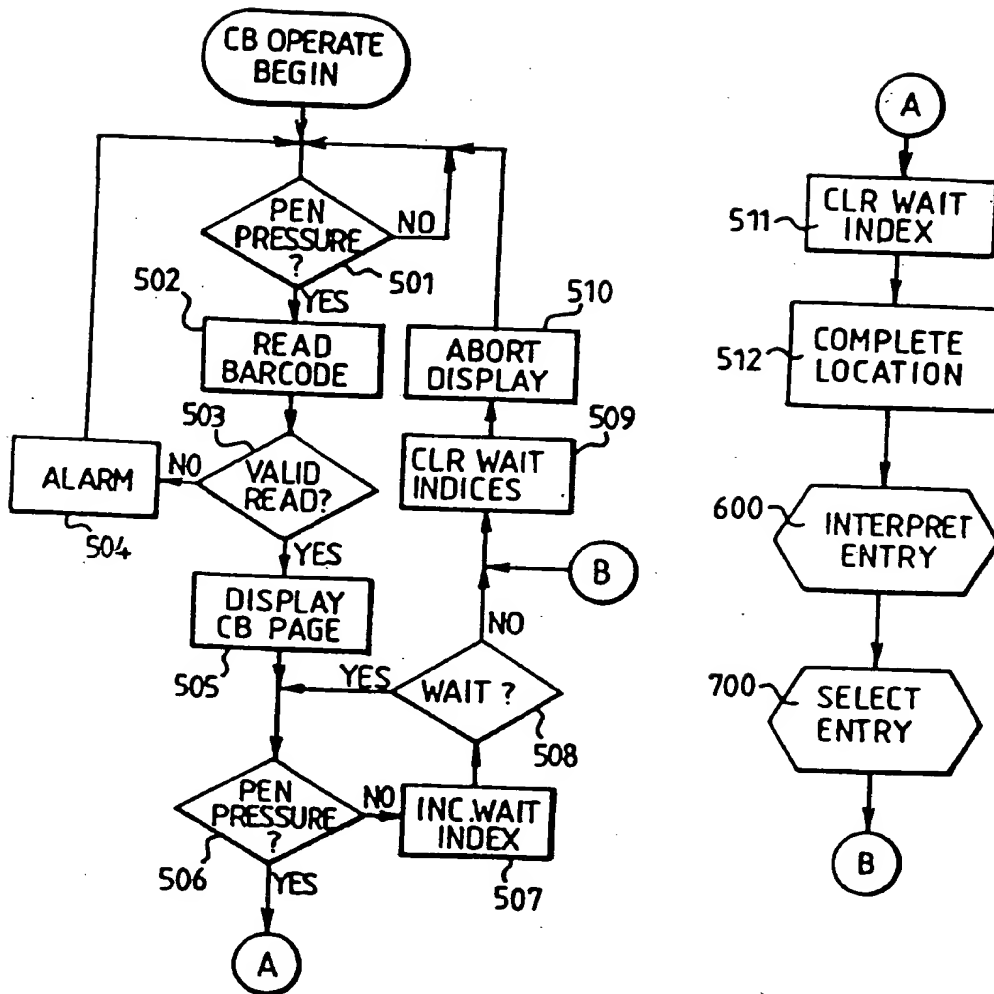 CB OPERATE
BEGIN
PEN
PRESSURE
?
NO
501
YES
502
READ
BARCODE
503
VALID
READ?
NO
ALARM
504
YES
DISPLAY
CB PAGE
505
PEN
PRESSURE
?
506
NO
YES
A
INC.WAIT
INDEX
507
WAIT ?
508
YES
NO
B
CLR WAIT
INDICES
509
ABORT
DISPLAY
510
A
CLR WAIT
INDEX
511
COMPLETE
LOCATION
512
INTERPRET
ENTRY
600
SELECT
ENTRY
700
B